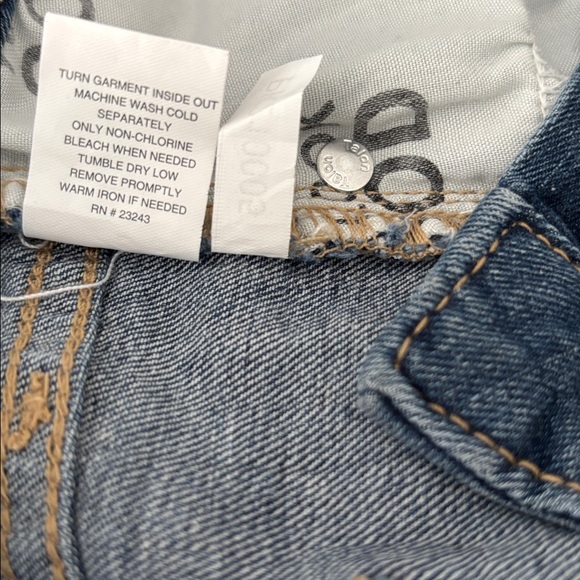 TURN GARMENT INSIDE OUT
MACHINE WASH COLD
SEPARATELY
ONLY NON-CHLORINE
BLEACH WHEN NEEDED
TUMBLE DRY LOW
REMOVE PROMPTLY
WARM IRON IF NEEDED
RN # 23243